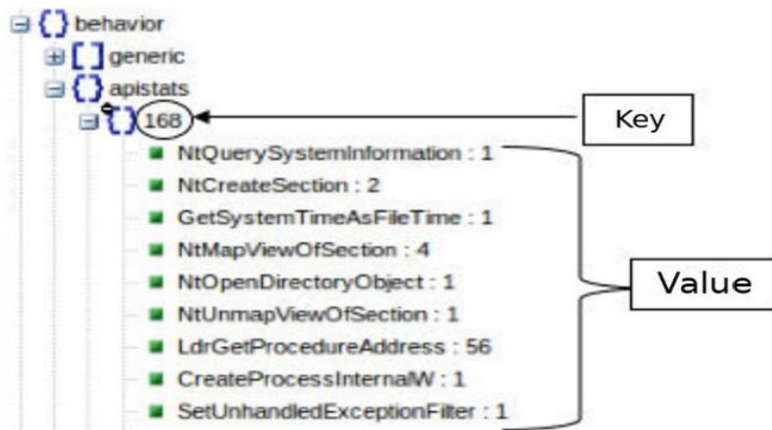 behavior
generic
apistats
168
Key
NtQuerySystemInformation : 1
NtCreateSection : 2
GetSystemTimeAsFileTime : 1
NtMapViewOfSection : 4
NtOpenDirectoryObject : 1
Value
NtUnmapViewOfSection : 1
LdrGetProcedureAddress : 56
CreateProcessInternalW : 1
SetUnhandledExceptionFilter : 1